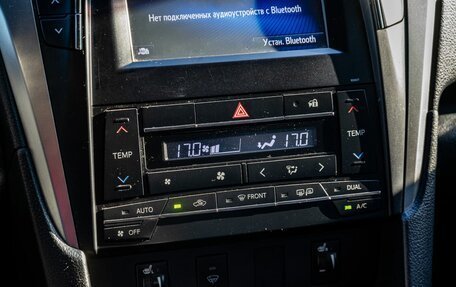 Нет подключенных аудиоустройств с Bluetooth
Устан. Bluetooth
TEMP
17.0
17.0
TEMP
AUTO
FRONT
DUAL
OFF
A/C